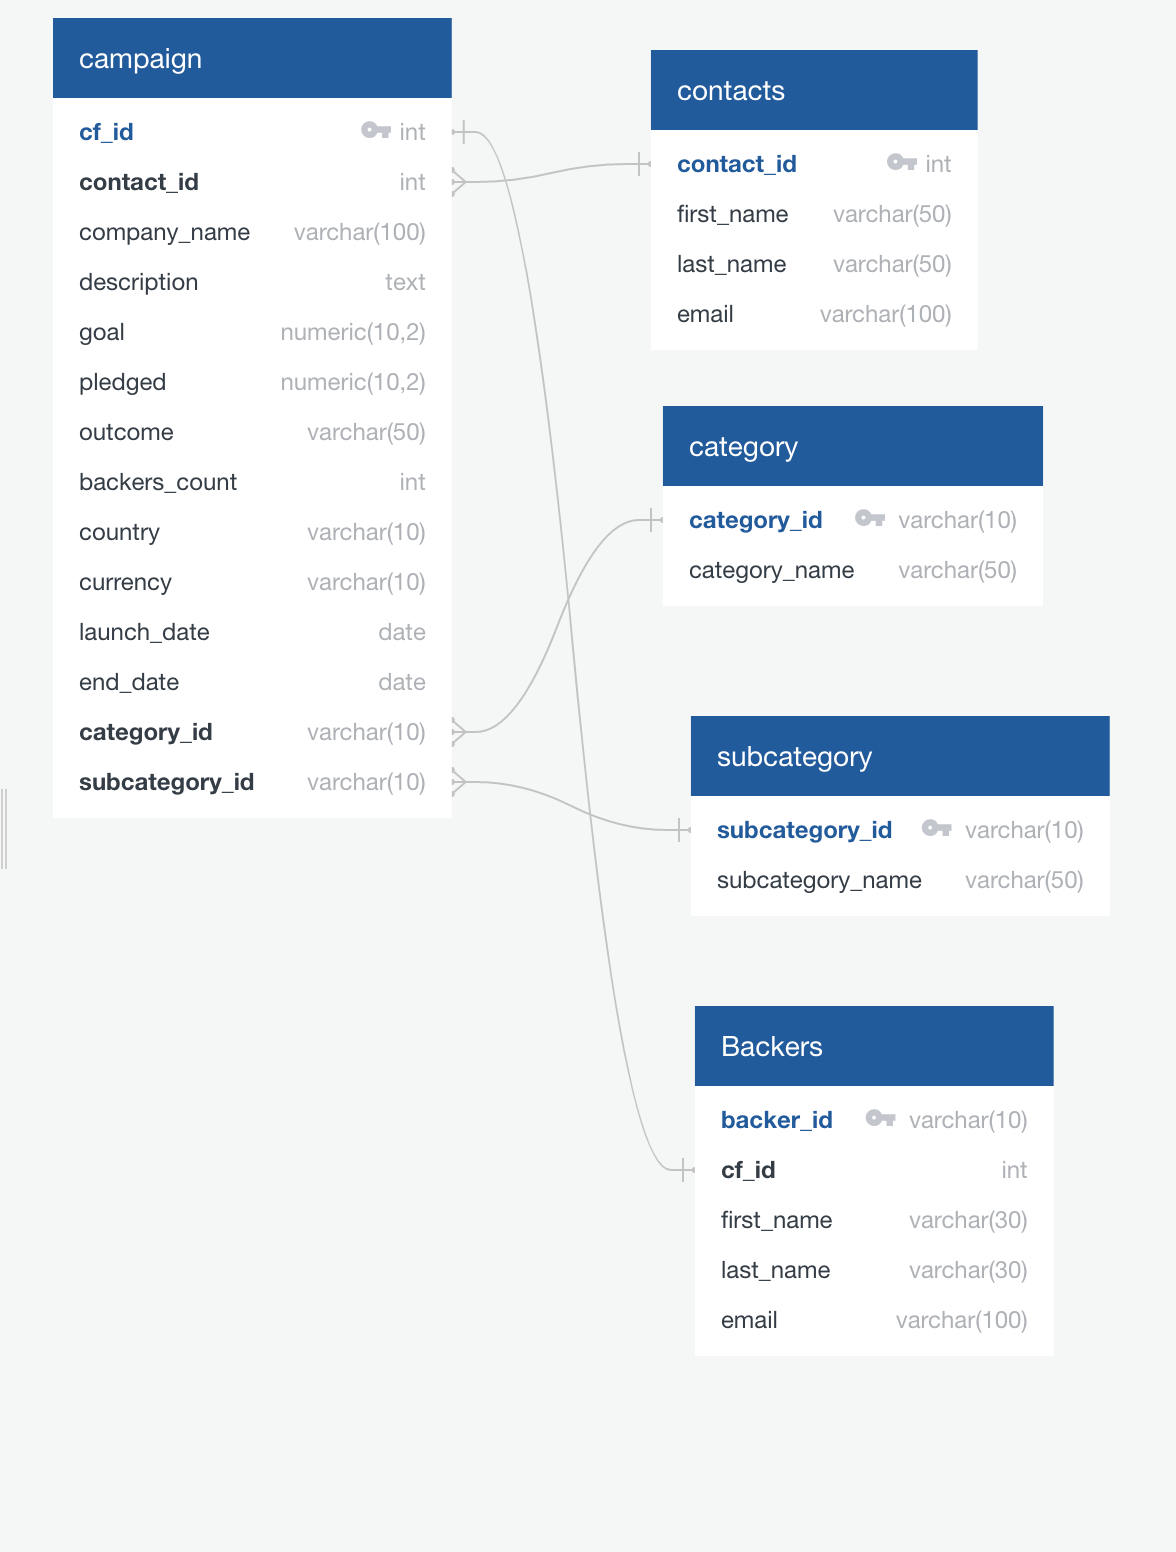 campaign
cf_id int
contact_id int
company_name varchar(100)
description text
goal numeric(10,2)
pledged numeric(10,2)
outcome varchar(50)
backers_count int
country varchar(10)
currency varchar(10)
launch_date date
end_date date
category_id varchar(10)
subcategory_id varchar(10)
contacts
contact_id int
first_name varchar(50)
last_name varchar(50)
email varchar(100)
category
category_id varchar(10)
category_name varchar(50)
subcategory
subcategory_id varchar(10)
subcategory_name varchar(50)
Backers
backer_id varchar(10)
cf_id int
first_name varchar(30)
last_name varchar(30)
email varchar(100)